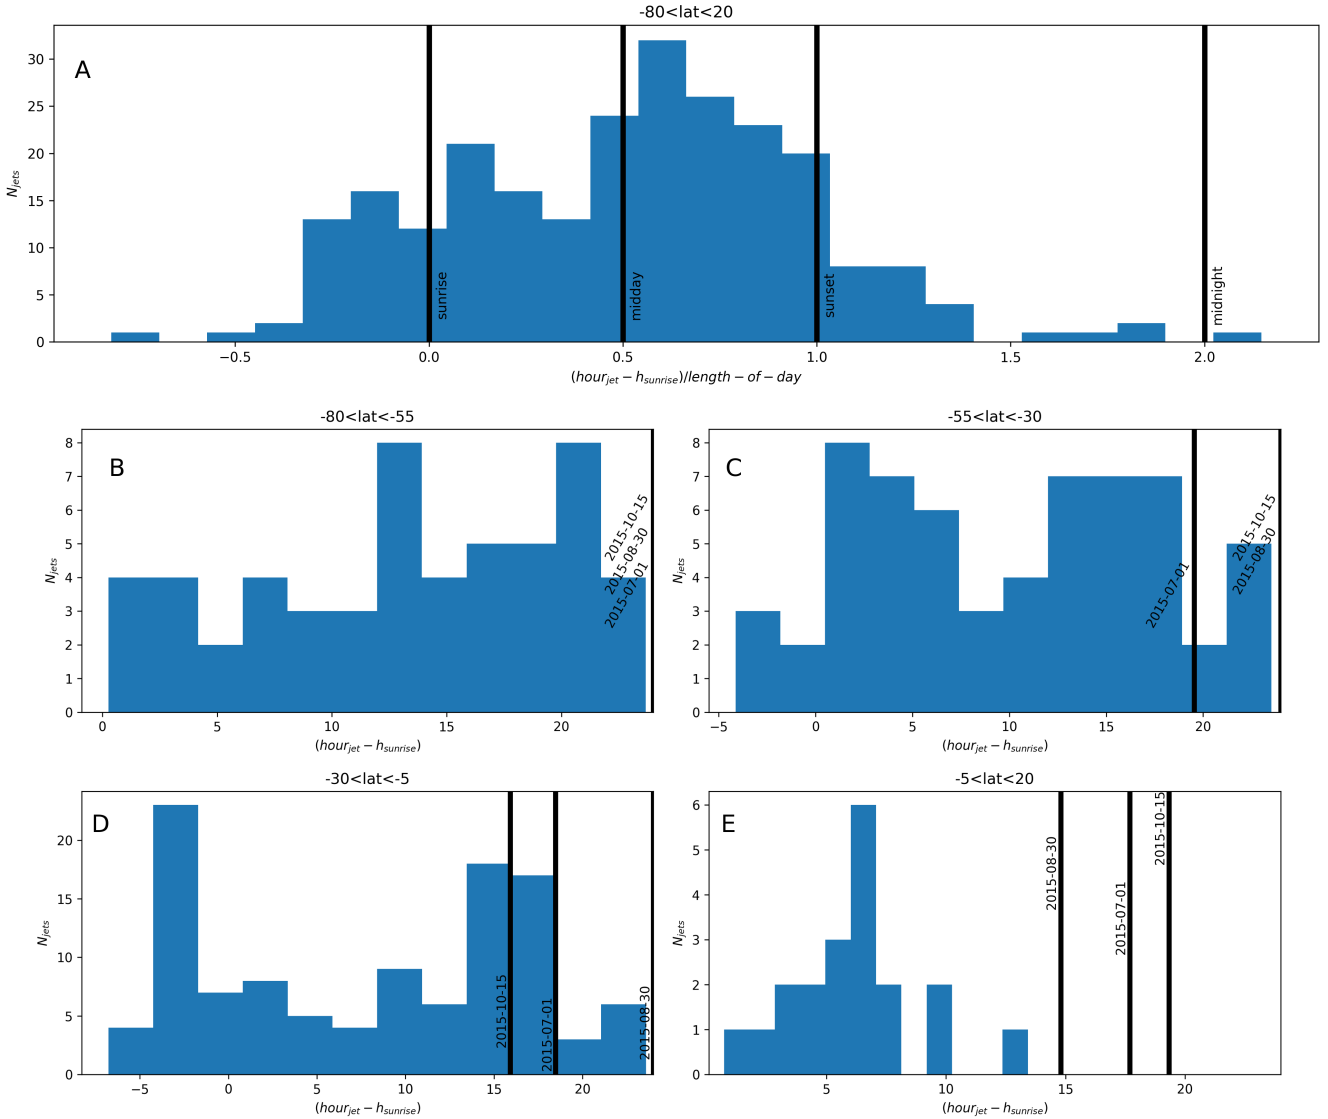 -80<lat<20
A
30
25
20
15
10
5
0
N_jets
sunrise
midday
sunset
midnight
−0.5 0.0 0.5 1.0 1.5 2.0
(hour_jet − h_sunrise)/length − of − day
-80<lat<-55
B
8
7
6
5
4
3
2
1
0
N_jets
2015-10-15
2015-08-30
2015-07-01
0 5 10 15 20
(hour_jet − h_sunrise)
-55<lat<-30
C
8
7
6
5
4
3
2
1
0
N_jets
2015-07-01
2015-10-15
2015-08-30
−5 0 5 10 15 20
(hour_jet − h_sunrise)
-30<lat<-5
D
20
15
10
5
0
N_jets
2015-10-15
2015-07-01
2015-08-30
−5 0 5 10 15 20
(hour_jet − h_sunrise)
-5<lat<20
E
6
5
4
3
2
1
0
N_jets
2015-08-30
2015-07-01
2015-10-15
5 10 15 20
(hour_jet − h_sunrise)